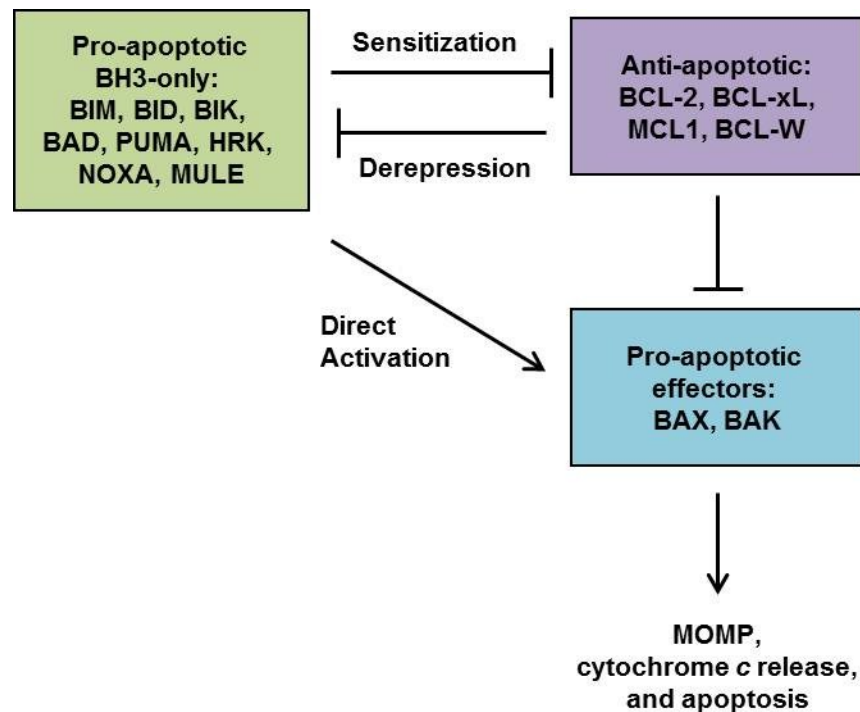 Pro-apoptotic
BH3-only:
BIM, BID, BIK,
BAD, PUMA, HRK,
NOXA, MULE
Sensitization
Derepression
Anti-apoptotic:
BCL-2, BCL-xL,
MCL1, BCL-W
Direct
Activation
Pro-apoptotic
effectors:
BAX, BAK
MOMP,
cytochrome c release,
and apoptosis